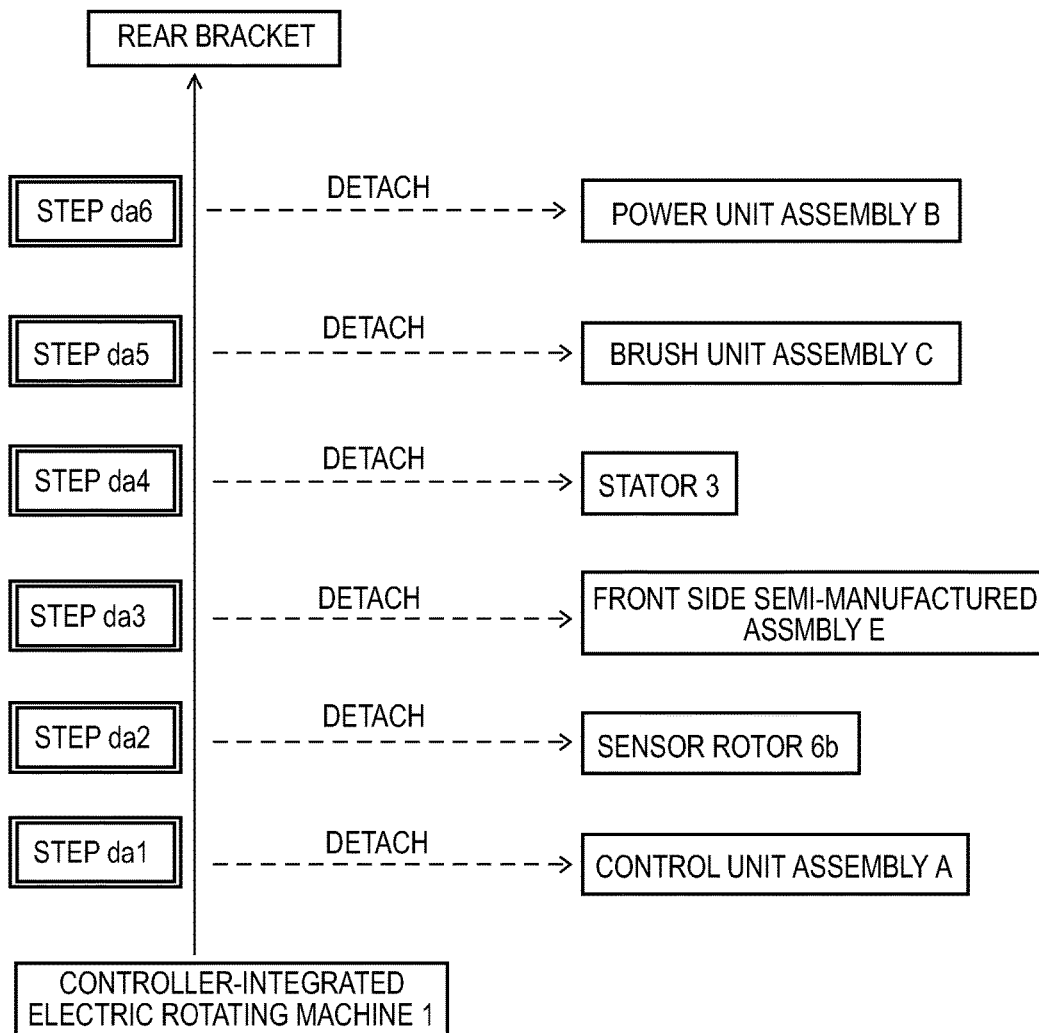 REAR BRACKET
STEP da6
DETACH
POWER UNIT ASSEMBLY B
STEP da5
DETACH
BRUSH UNIT ASSEMBLY C
STEP da4
DETACH
STATOR 3
STEP da3
DETACH
FRONT SIDE SEMI-MANUFACTURED
ASSMBLY E
STEP da2
DETACH
SENSOR ROTOR 6b
STEP da1
DETACH
CONTROL UNIT ASSEMBLY A
CONTROLLER-INTEGRATED
ELECTRIC ROTATING MACHINE 1